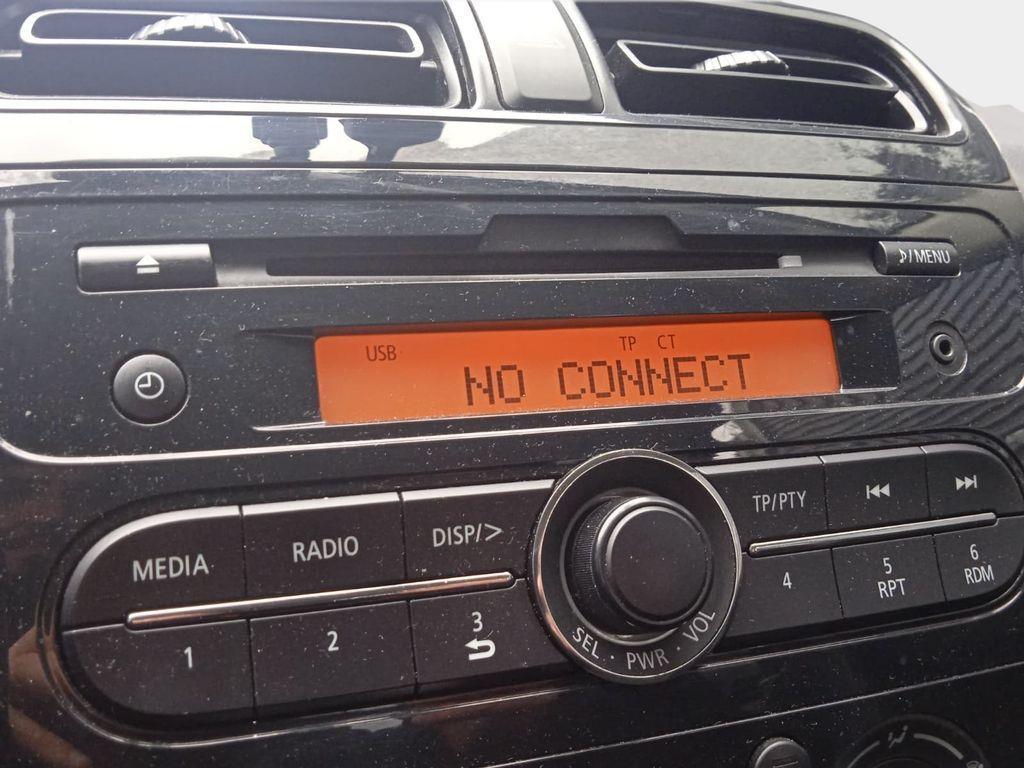 ♪/MENU
USB TP CT
NO CONNECT
MEDIA RADIO DISP/> TP/PTY
1 2 3 4 5 6
RPT RDM
SEL · PWR · VOL